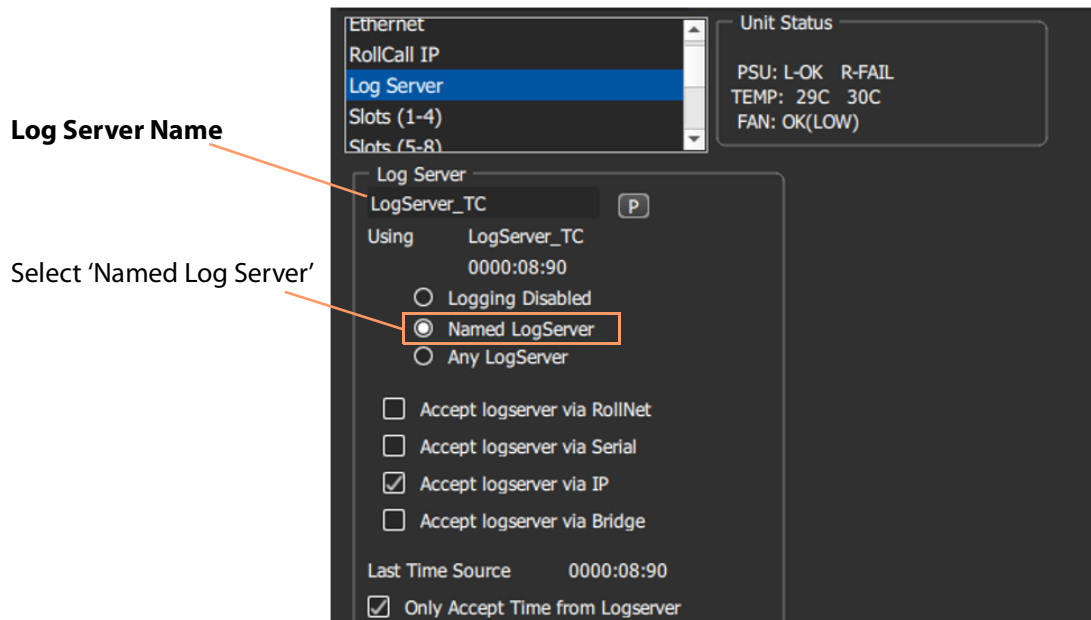 Ethernet
RollCall IP
Log Server
Slots (1-4)
Slots (5-8)
Unit Status
PSU: L-OK R-FAIL
TEMP: 29C 30C
FAN: OK(LOW)
Log Server Name
Log Server
LogServer_TC
P
Using LogServer_TC
0000:08:90
Select ‘Named Log Server’
Logging Disabled
Named LogServer
Any LogServer
Accept logserver via RollNet
Accept logserver via Serial
Accept logserver via IP
Accept logserver via Bridge
Last Time Source 0000:08:90
Only Accept Time from Logserver